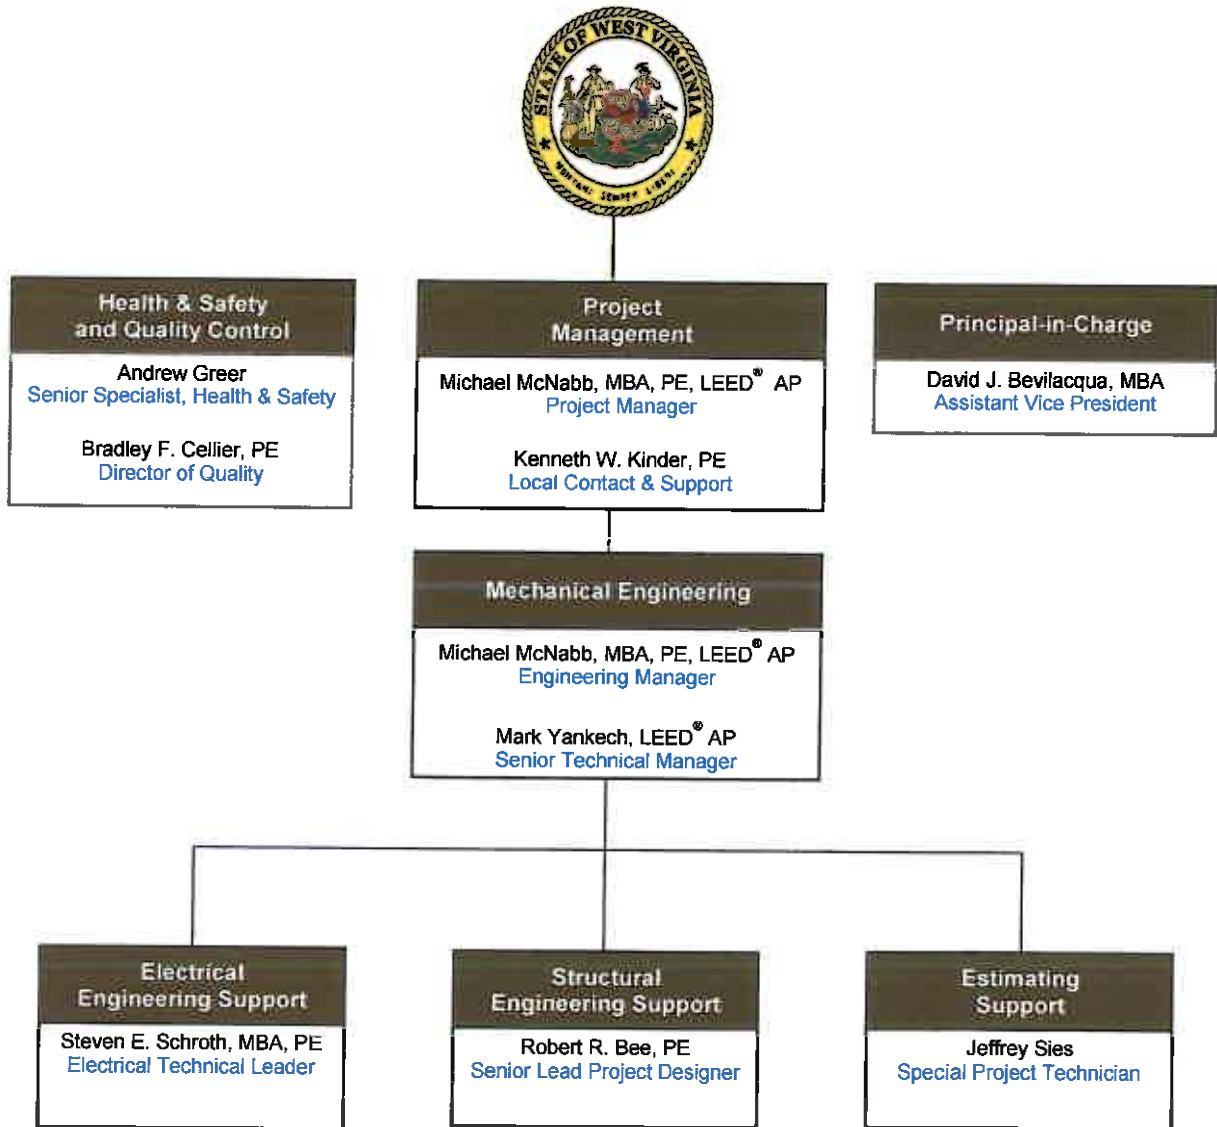 STATE OF WEST VIRGINIA
MONTANI SEMPER LIBERI
Health & Safety
and Quality Control
Andrew Greer
Senior Specialist, Health & Safety
Bradley F. Cellier, PE
Director of Quality
Project
Management
Michael McNabb, MBA, PE, LEED® AP
Project Manager
Kenneth W. Kinder, PE
Local Contact & Support
Principal-in-Charge
David J. Bevilacqua, MBA
Assistant Vice President
Mechanical Engineering
Michael McNabb, MBA, PE, LEED® AP
Engineering Manager
Mark Yankech, LEED® AP
Senior Technical Manager
Electrical
Engineering Support
Steven E. Schroth, MBA, PE
Electrical Technical Leader
Structural
Engineering Support
Robert R. Bee, PE
Senior Lead Project Designer
Estimating
Support
Jeffrey Sies
Special Project Technician